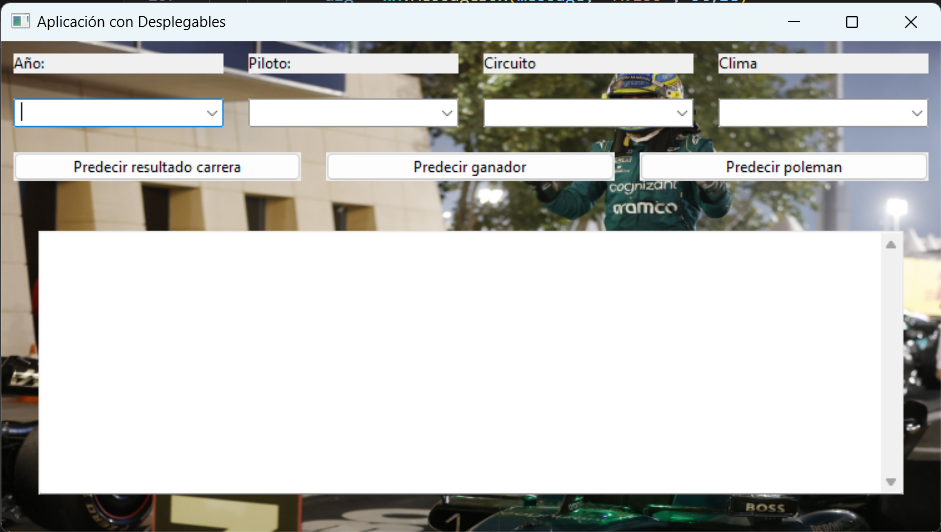 Aplicación con Desplegables
Año:
Piloto:
Circuito
Clima
Predecir resultado carrera
Predecir ganador
Predecir poleman
cognizant
aramco
BOSS